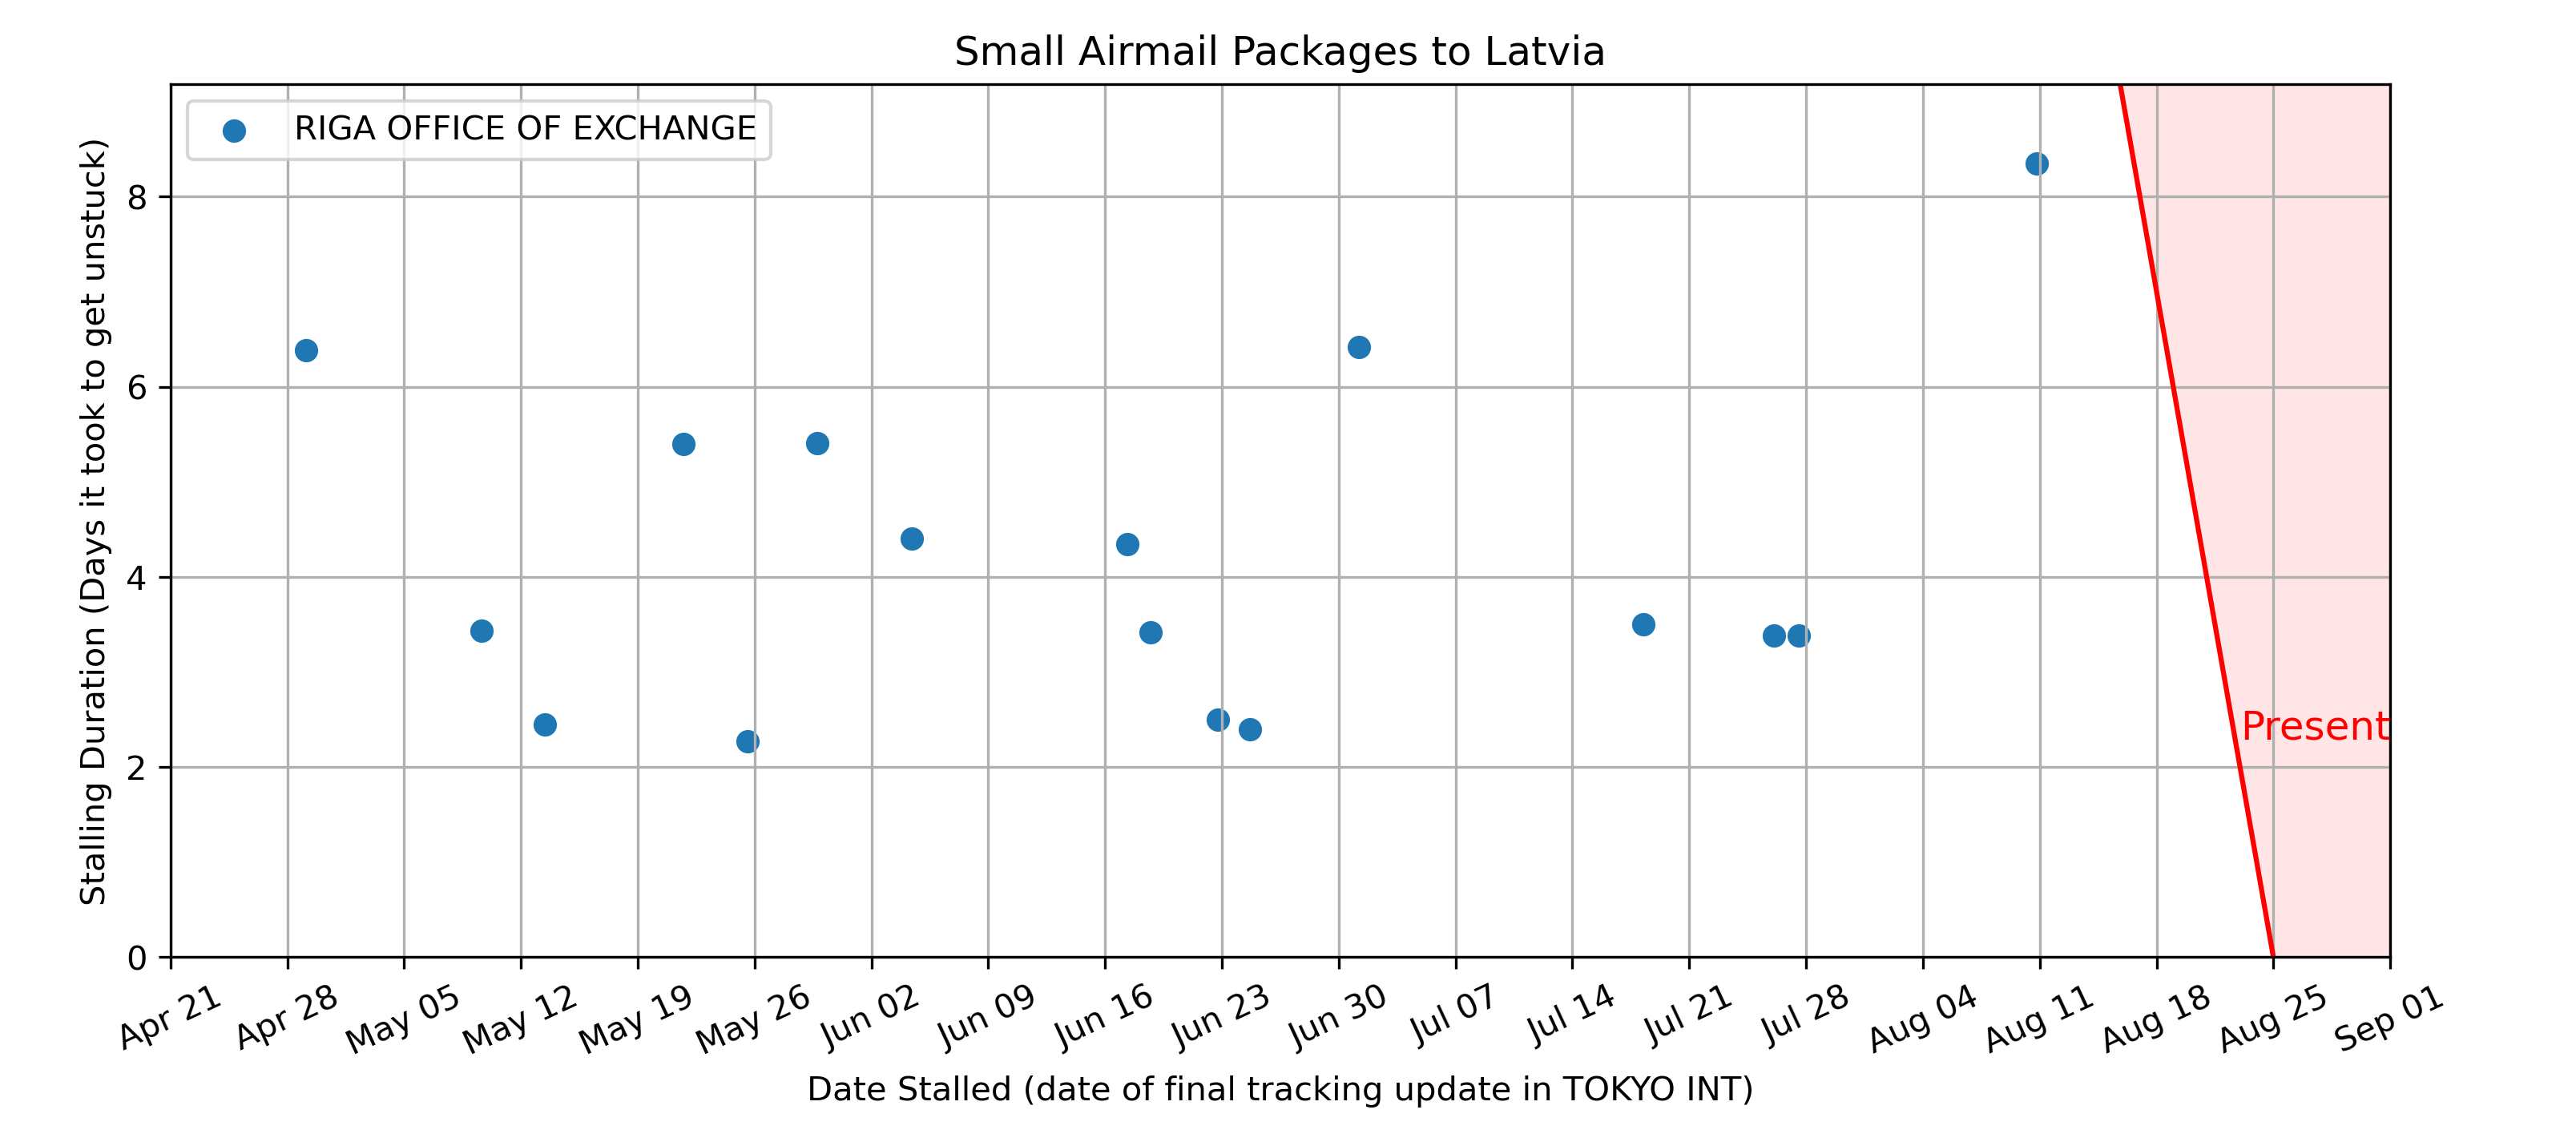 Small Airmail Packages to Latvia
RIGA OFFICE OF EXCHANGE
Stalling Duration (Days it took to get unstuck)
8
6
4
2
0
Present
Apr 21
Apr 28
May 05
May 12
May 19
May 26
Jun 02
Jun 09
Jun 16
Jun 23
Jun 30
Jul 07
Jul 14
Jul 21
Jul 28
Aug 04
Aug 11
Aug 18
Aug 25
Sep 01
Date Stalled (date of final tracking update in TOKYO INT)